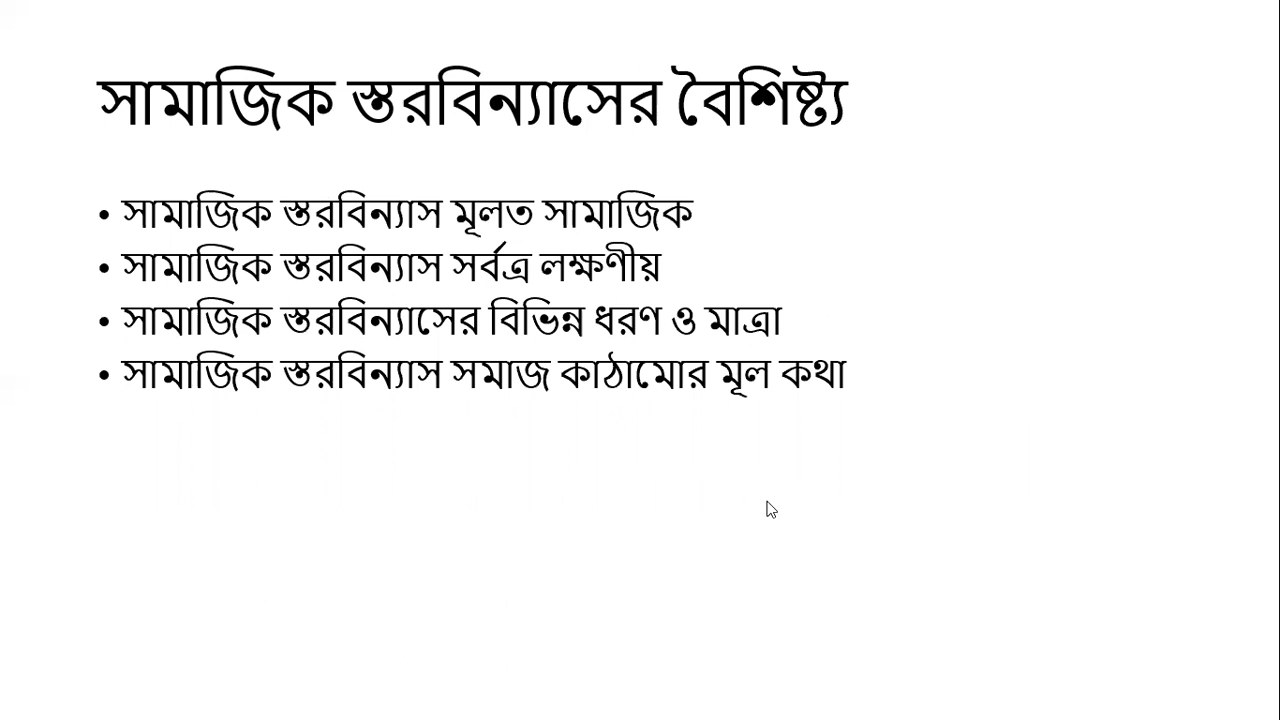 সামাজিক স্তরবিন্যাসের বৈশিষ্ট্য
• সামাজিক স্তরবিন্যাস মূলত সামাজিক
• সামাজিক স্তরবিন্যাস সর্বত্র লক্ষণীয়
• সামাজিক স্তরবিন্যাসের বিভিন্ন ধরণ ও মাত্রা
• সামাজিক স্তরবিন্যাস সমাজ কাঠামোর মূল কথা